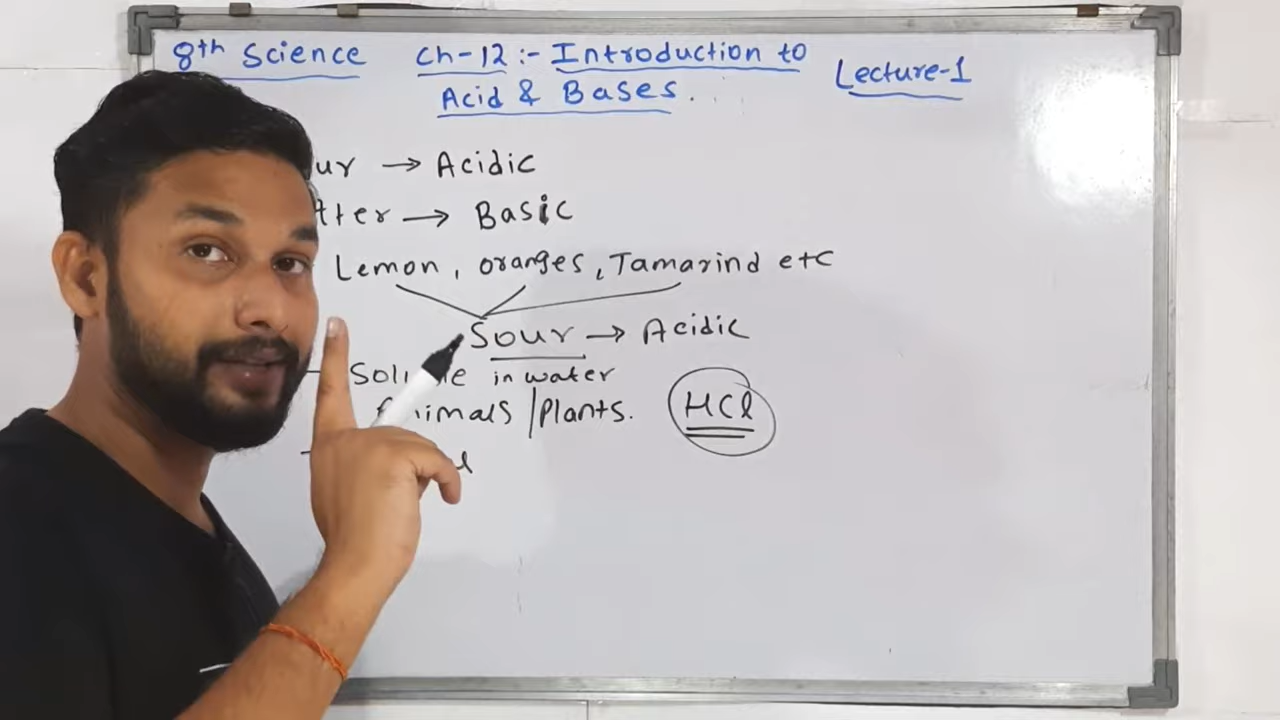 8th Science Ch-12 :- Introduction to Lecture-1
Acid & Bases.
ur → Acidic
tter → Basic
Lemon, oranges, Tamarind etc
Sour → Acidic
in water
Animals / Plants. HCl